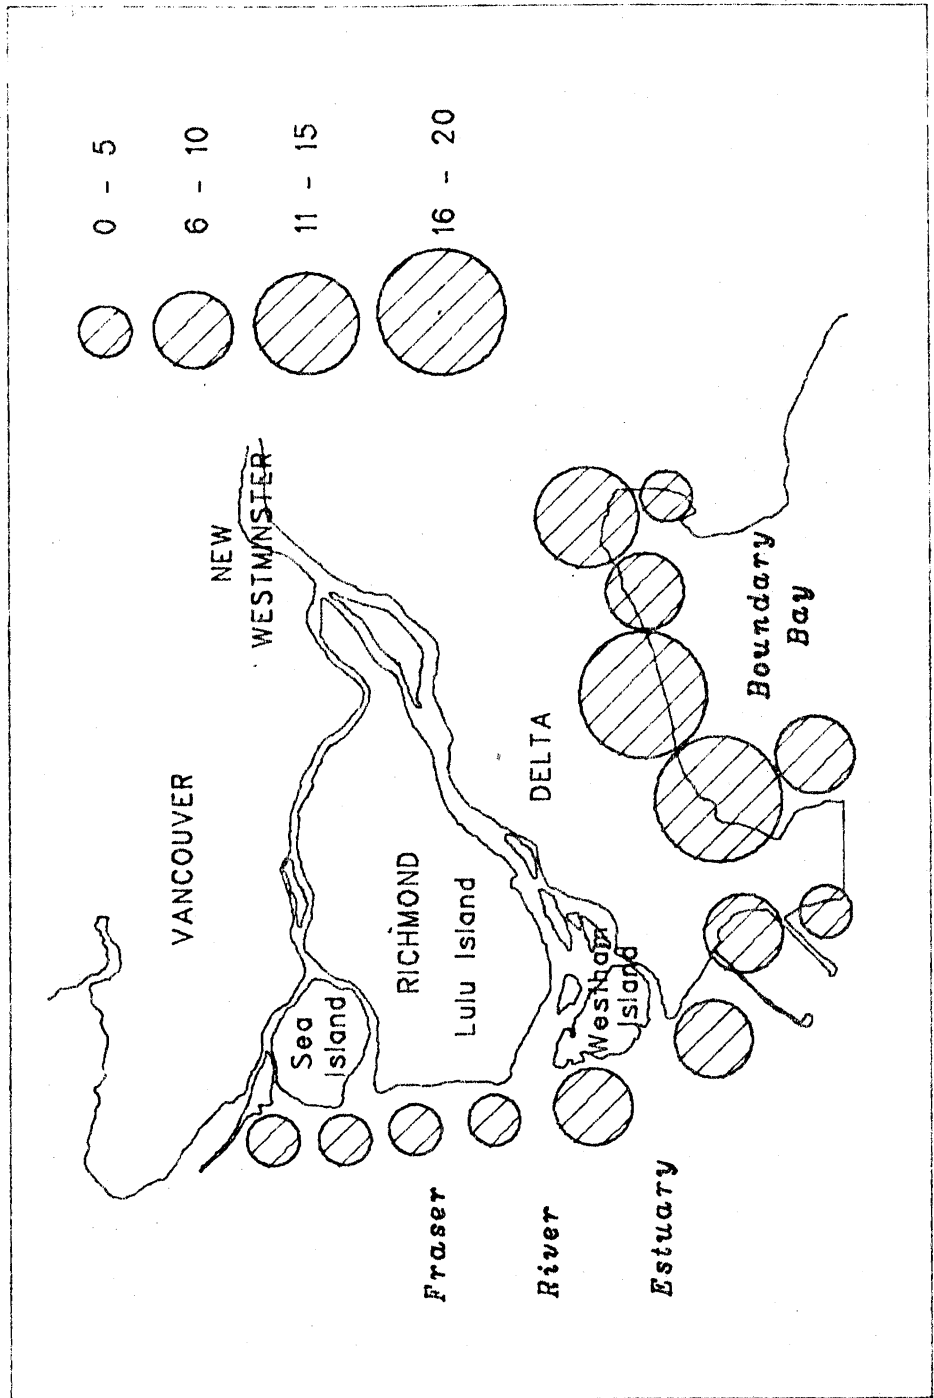 0 - 5
6 - 10
11 - 15
16 - 20
NEW
WESTMINSTER
VANCOUVER
RICHMOND
Lulu Island
DELTA
Sea
Island
Westham
Island
Boundary
Bay
Fraser
River
Estuary